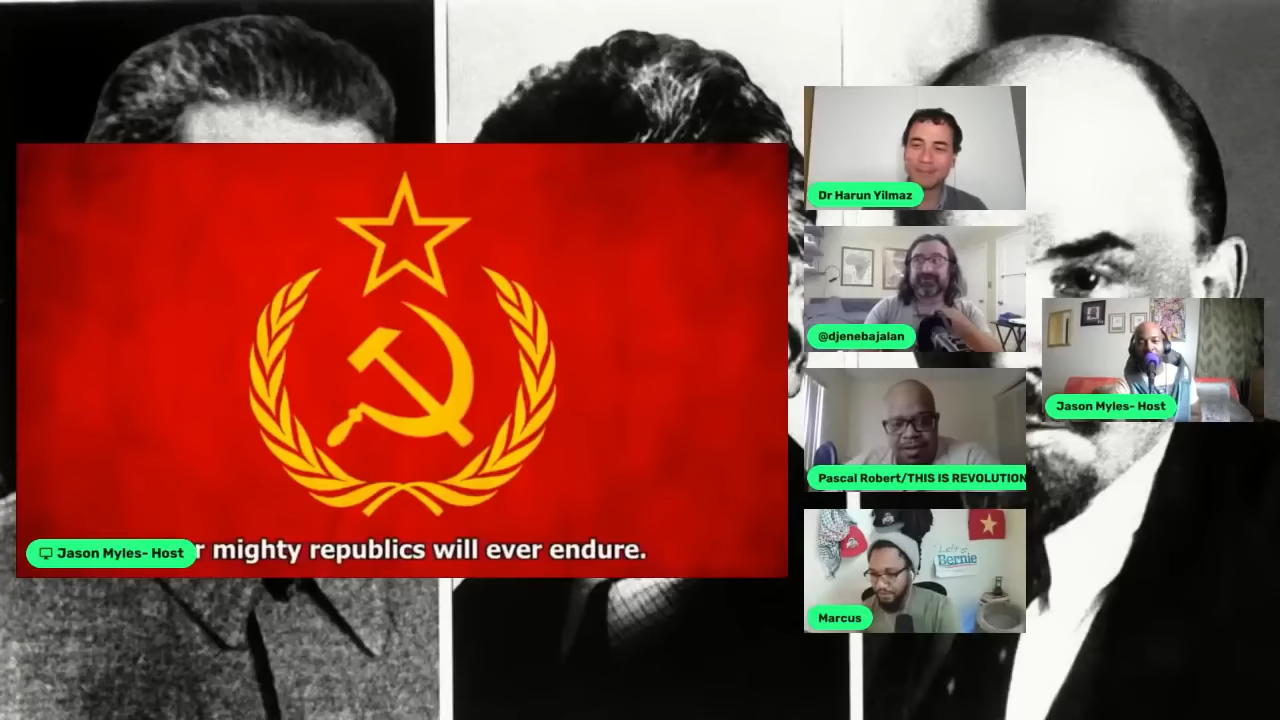 Dr Harun Yilmaz
@djenebajalan
Jason Myles- Host
Pascal Robert/THIS IS REVOLUTION
Jason Myles- Host
r mighty republics will ever endure.
Bernie
Marcus